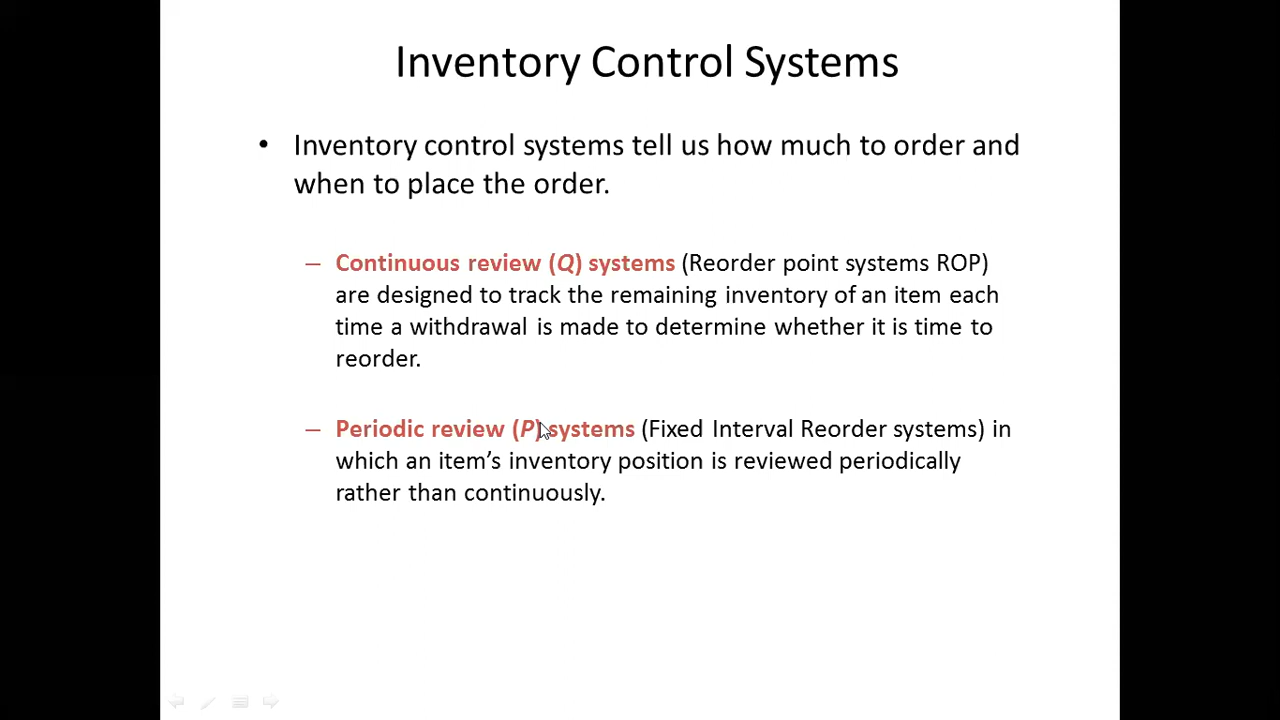 Inventory Control Systems
• Inventory control systems tell us how much to order and
when to place the order.
– Continuous review (Q) systems (Reorder point systems ROP)
are designed to track the remaining inventory of an item each
time a withdrawal is made to determine whether it is time to
reorder.
– Periodic review (P) systems (Fixed Interval Reorder systems) in
which an item’s inventory position is reviewed periodically
rather than continuously.